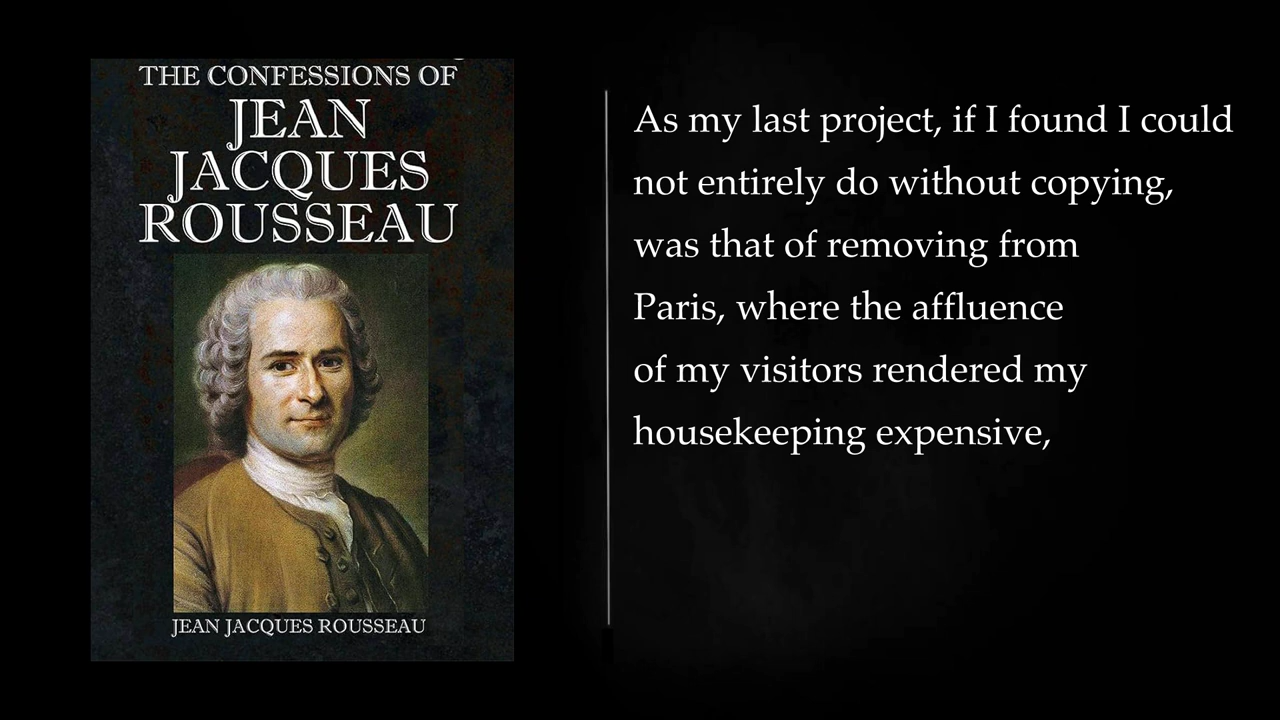 THE CONFESSIONS OF
JEAN
JACQUES
ROUSSEAU
JEAN JACQUES ROUSSEAU
As my last project, if I found I could
not entirely do without copying,
was that of removing from
Paris, where the affluence
of my visitors rendered my
housekeeping expensive,